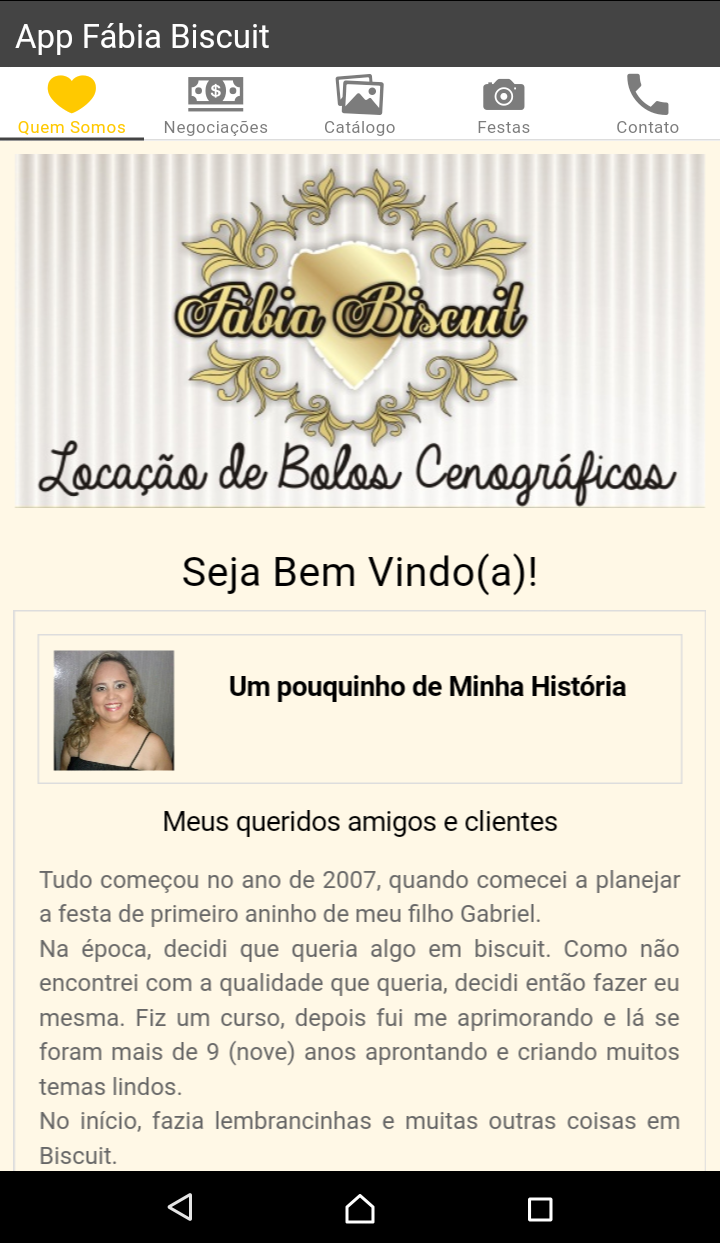 App Fábia Biscuit
Quem Somos
Negociações
Catálogo
Festas
Contato
Fábia Biscuit
Locação de Bolos Cenográficos
Seja Bem Vindo(a)!
Um pouquinho de Minha História
Meus queridos amigos e clientes
Tudo começou no ano de 2007, quando comecei a planejar
a festa de primeiro aninho de meu filho Gabriel.
Na época, decidi que queria algo em biscuit. Como não
encontrei com a qualidade que queria, decidi então fazer eu
mesma. Fiz um curso, depois fui me aprimorando e lá se
foram mais de 9 (nove) anos aprontando e criando muitos
temas lindos.
No início, fazia lembrancinhas e muitas outras coisas em
Biscuit.